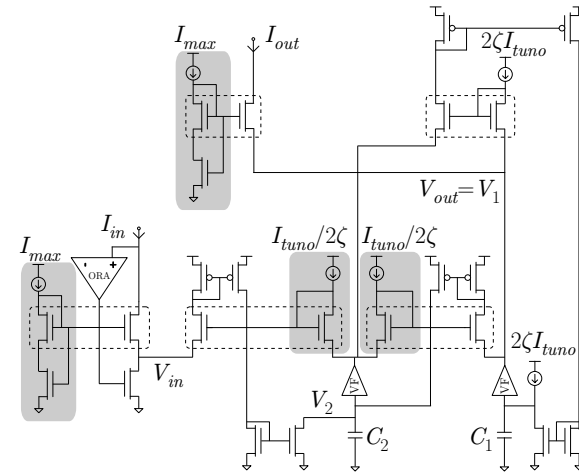 I_max
I_out
2ζI_tuno
V_out=V_1
I_in
I_tuno/2ζ
I_tuno/2ζ
I_max
- +
ORA
2ζI_tuno
V_in
VF
VF
V_2
C_2
C_1